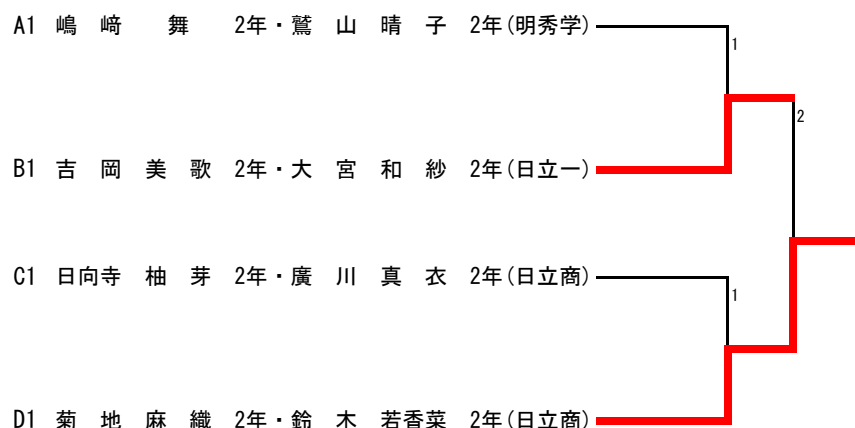 A1 嶋 﨑 舞 2年・鷲 山 晴 子 2年(明秀学)
1
2
B1 吉 岡 美 歌 2年・大 宮 和 紗 2年(日立一)
C1 日向寺 柚 芽 2年・廣 川 真 衣 2年(日立商)
1
D1 菊 地 麻 織 2年・鈴 木 若香菜 2年(日立商)